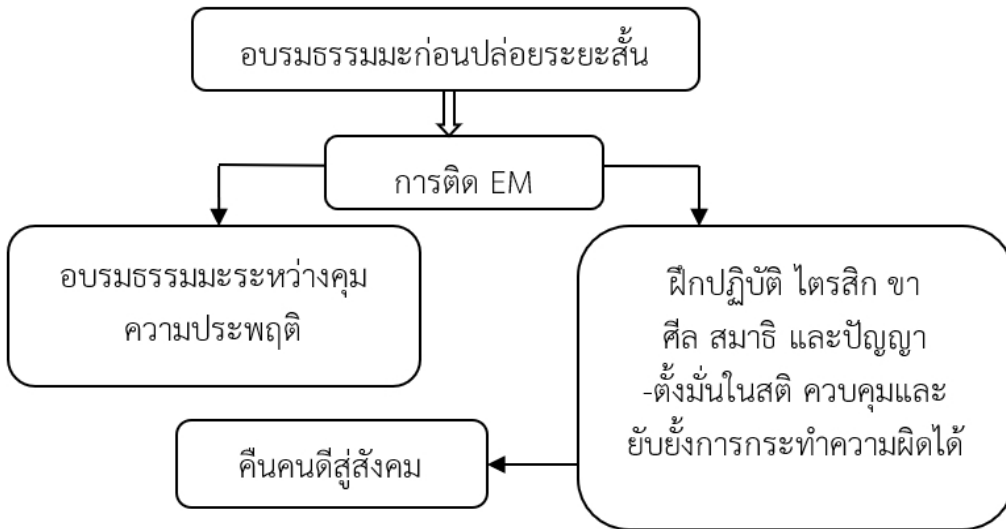 อบรมธรรมมะก่อนปล่อยระยะสั้น
การติด EM
อบรมธรรมมะระหว่างคุม
ความประพฤติ
ฝึกปฏิบัติ ไตรสิก ขา
ศีล สมาธิ และปัญญา
-ตั้งมั่นในสติ ควบคุมและ
ยับยั้งการกระทำความผิดได้
คืนคนดีสู่สังคม